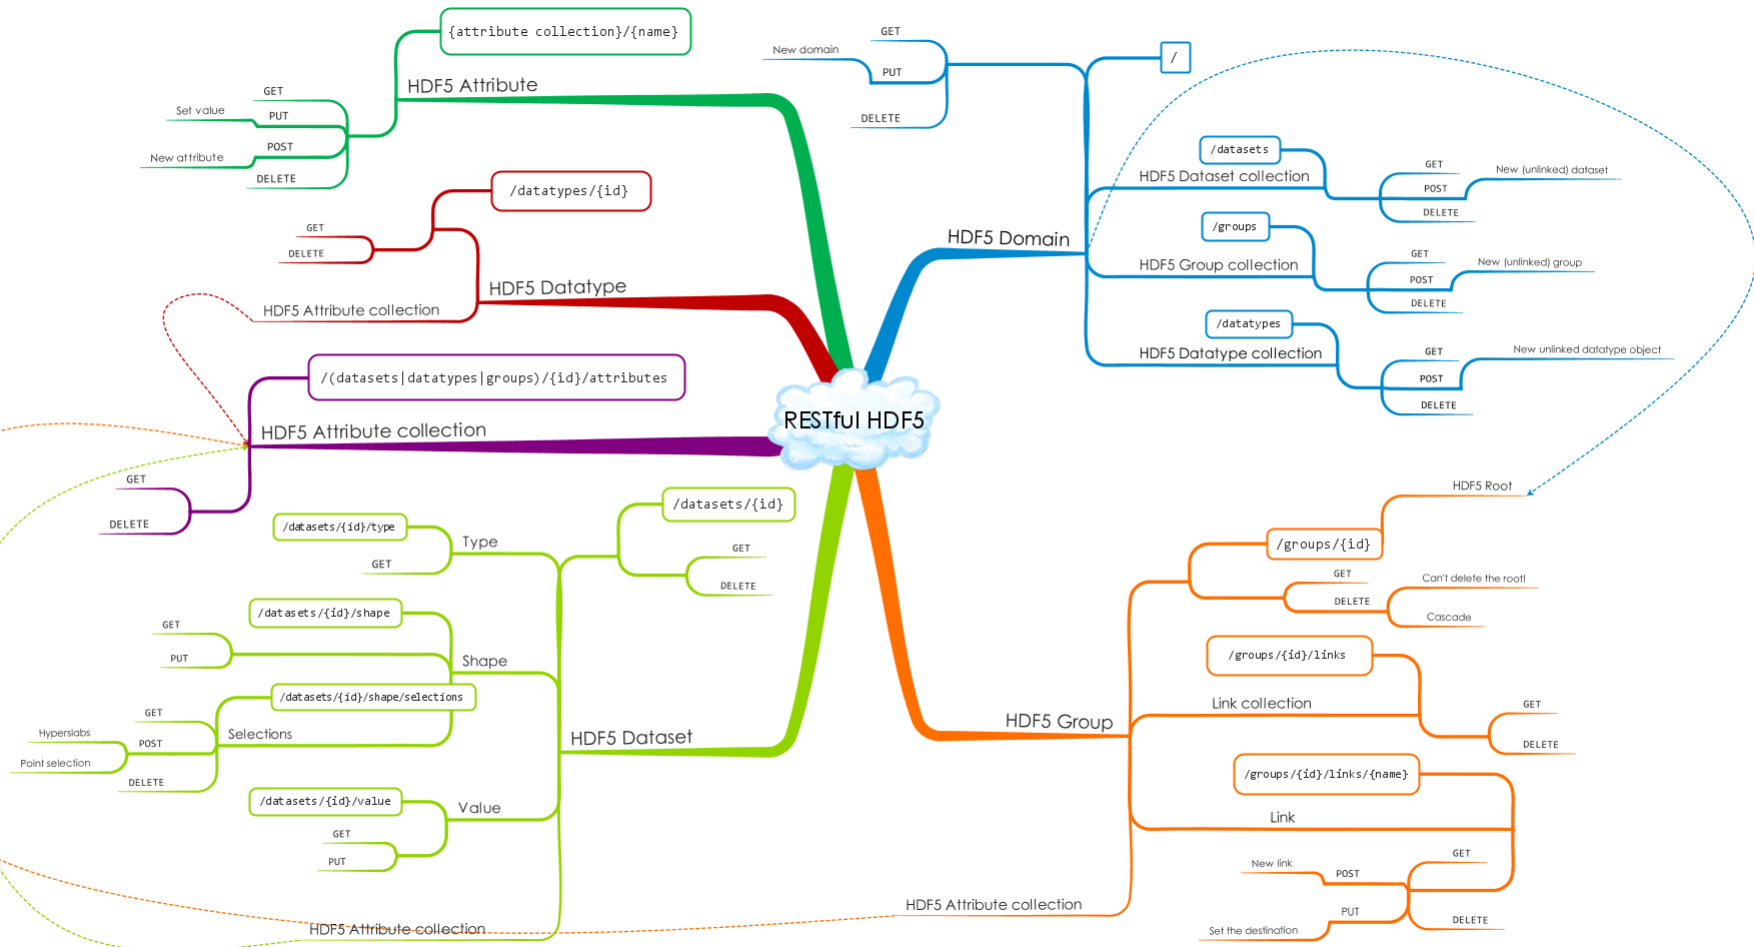 {attribute collection}/{name}
HDF5 Attribute
GET
Set value
PUT
POST
New attribute
DELETE
/datatypes/{id}
GET
DELETE
HDF5 Datatype
HDF5 Attribute collection
/(datasets|datatypes|groups)/{id}/attributes
HDF5 Attribute collection
GET
DELETE
RESTful HDF5
/datasets/{id}
GET
DELETE
/datasets/{id}/type
Type
GET
/datasets/{id}/shape
GET
PUT
Shape
/datasets/{id}/shape/selections
GET
Selections
Hyperslabs
POST
Point selection
DELETE
HDF5 Dataset
/datasets/{id}/value
Value
GET
PUT
HDF5 Attribute collection
GET
New domain
PUT
DELETE
/
HDF5 Domain
/datasets
HDF5 Dataset collection
GET
POST
New (unlinked) dataset
DELETE
/groups
HDF5 Group collection
GET
POST
New (unlinked) group
DELETE
/datatypes
HDF5 Datatype collection
GET
POST
New unlinked datatype object
DELETE
HDF5 Root
/groups/{id}
GET
DELETE
Can't delete the root!
Cascade
/groups/{id}/links
Link collection
GET
DELETE
HDF5 Group
/groups/{id}/links/{name}
Link
GET
New link
POST
PUT
Set the destination
DELETE
HDF5 Attribute collection